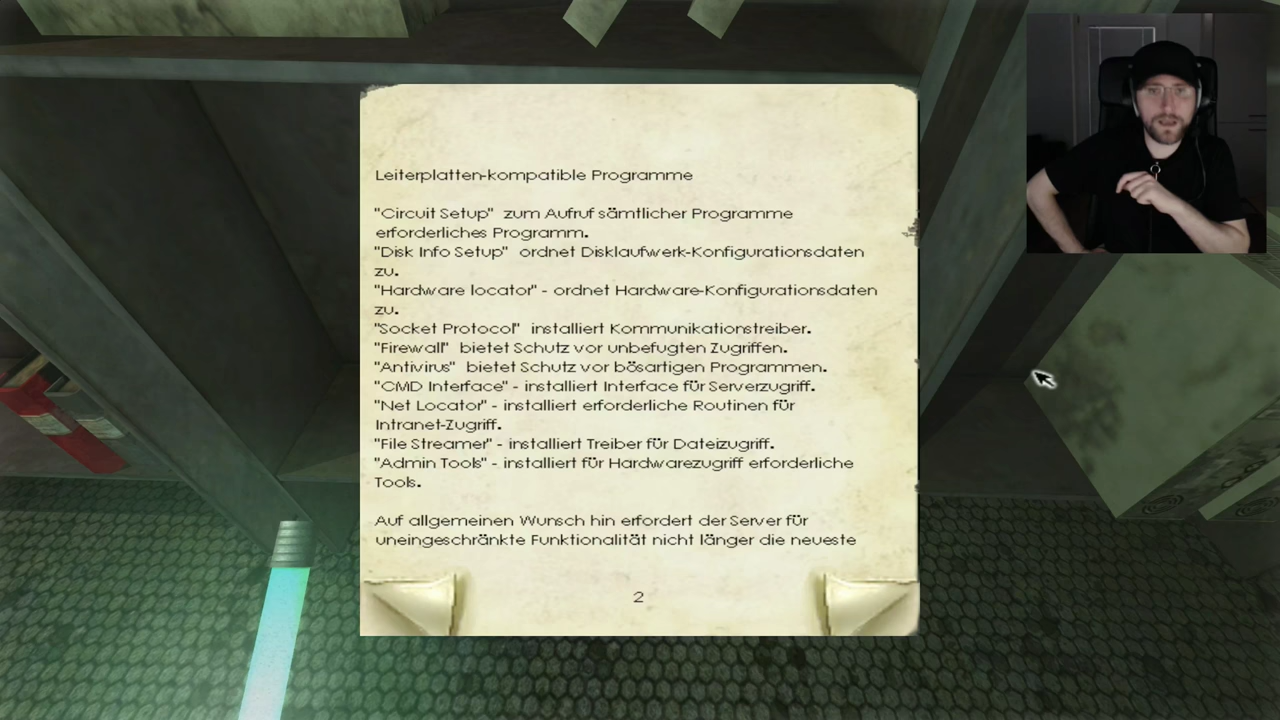 Leiterplatten-kompatible Programme
"Circuit Setup"  zum Aufruf sämtlicher Programme
erforderliches Programm.
"Disk Info Setup"  ordnet Disklaufwerk-Konfigurationsdaten
zu.
"Hardware locator" - ordnet Hardware-Konfigurationsdaten
zu.
"Socket Protocol"  installiert Kommunikationstreiber.
"Firewall"  bietet Schutz vor unbefugten Zugriffen.
"Antivirus"  bietet Schutz vor bösartigen Programmen.
"CMD Interface" - installiert Interface für Serverzugriff.
"Net Locator" - installiert erforderliche Routinen für
Intranet-Zugriff.
"File Streamer" - installiert Treiber für Dateizugriff.
"Admin Tools" - installiert für Hardwarezugriff erforderliche
Tools.
Auf allgemeinen Wunsch hin erfordert der Server für
uneingeschränkte Funktionalität nicht länger die neueste
2